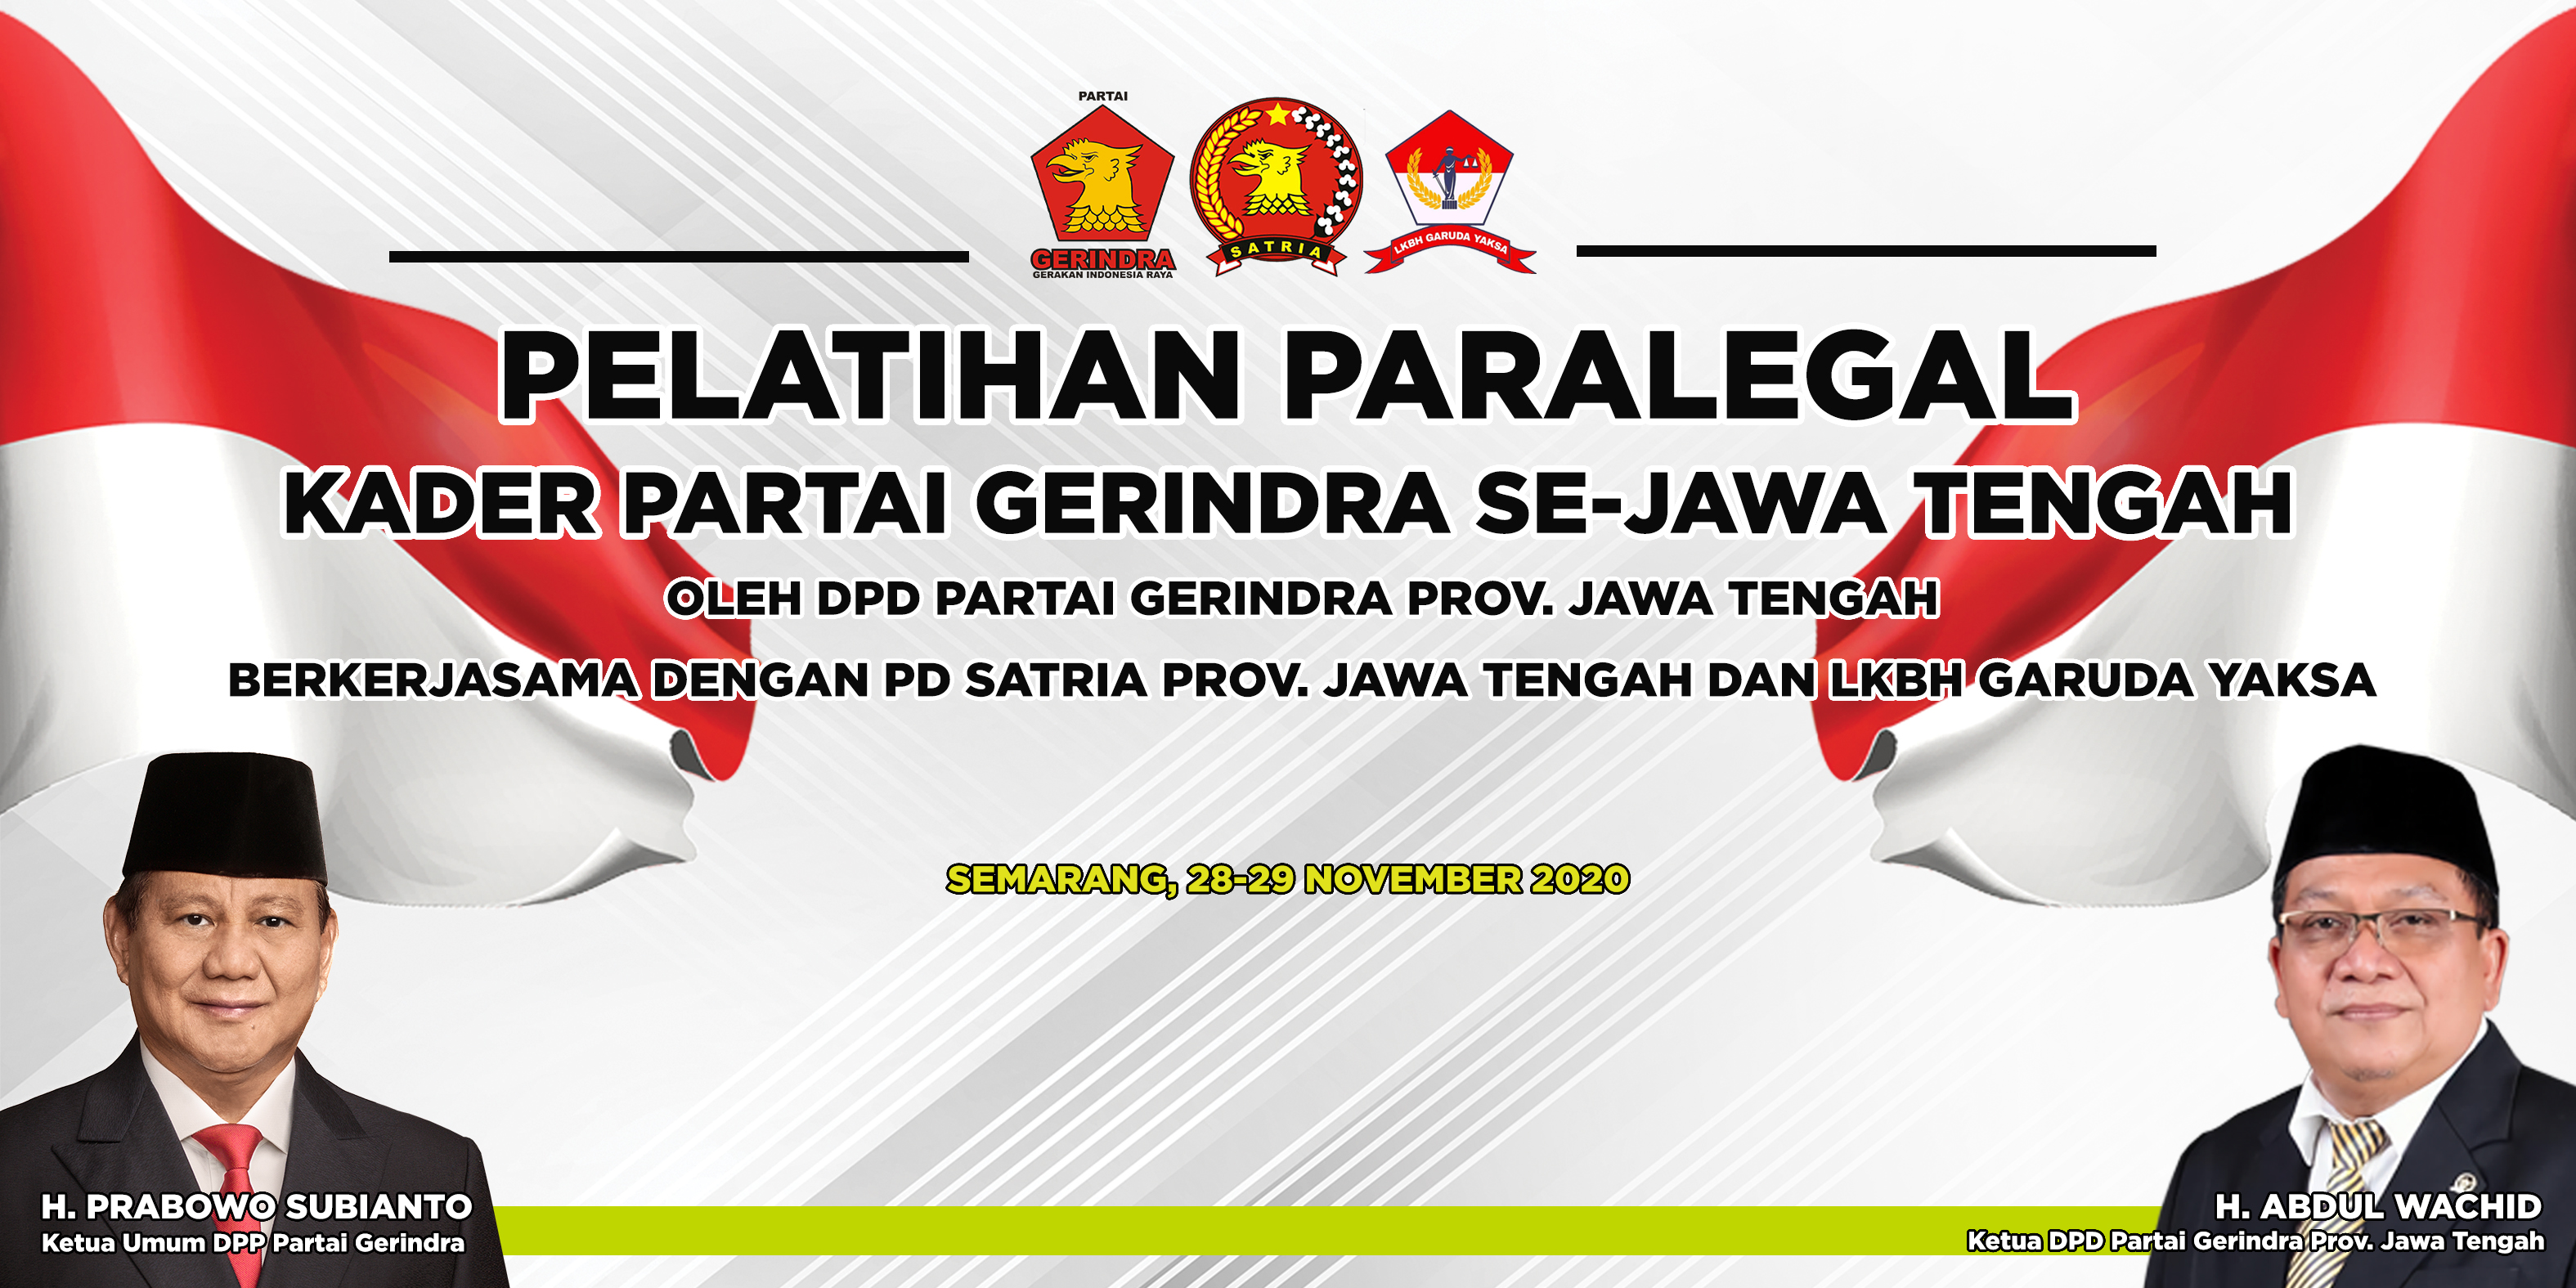 PARTAI
GERINDRA
GERAKAN INDONESIA RAYA
SATRIA
LKBH GARUDA YAKSA
PELATIHAN PARALEGAL
KADER PARTAI GERINDRA SE-JAWA TENGAH
OLEH DPD PARTAI GERINDRA PROV. JAWA TENGAH
BERKERJASAMA DENGAN PD SATRIA PROV. JAWA TENGAH DAN LKBH GARUDA YAKSA
SEMARANG, 28-29 NOVEMBER 2020
H. PRABOWO SUBIANTO
Ketua Umum DPP Partai Gerindra
H. ABDUL WACHID
Ketua DPD Partai Gerindra Prov. Jawa Tengah